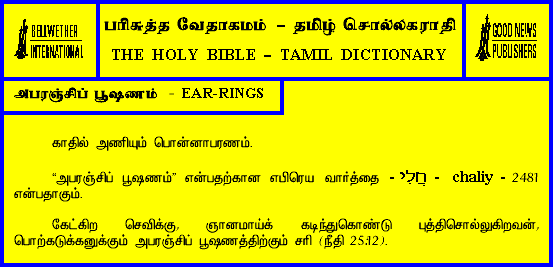 BELLWETHER
INTERNATIONAL
பரிசுத்த வேதாகமம் – தமிழ் சொல்லகராதி
THE HOLY BIBLE – TAMIL DICTIONARY
GOOD NEWS
PUBLISHERS
அபரஞ்சிப் பூஷணம் - EAR-RINGS
காதில் அணியும் பொன்னாபரணம்.
“அபரஞ்சிப் பூஷணம்” என்பதற்கான எபிரெய வார்த்தை - חֲלִי - chaliy - 2481
என்பதாகும்.
கேட்கிற செவிக்கு, ஞானமாய்க் கடிந்துகொண்டு புத்திசொல்லுகிறவன்,
பொற்கடுக்கனுக்கும் அபரஞ்சிப் பூஷணத்திற்கும் சரி (நீதி 25:12).